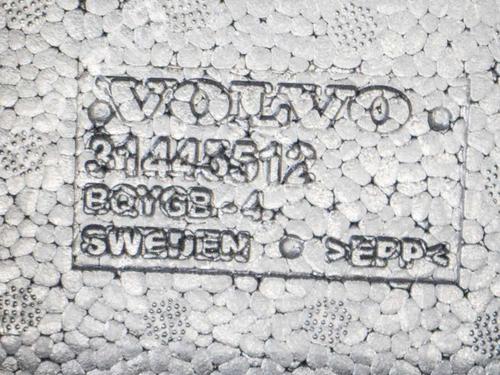 VOLVO
31445512
BQYGB-4
SWEDEN >EPP<